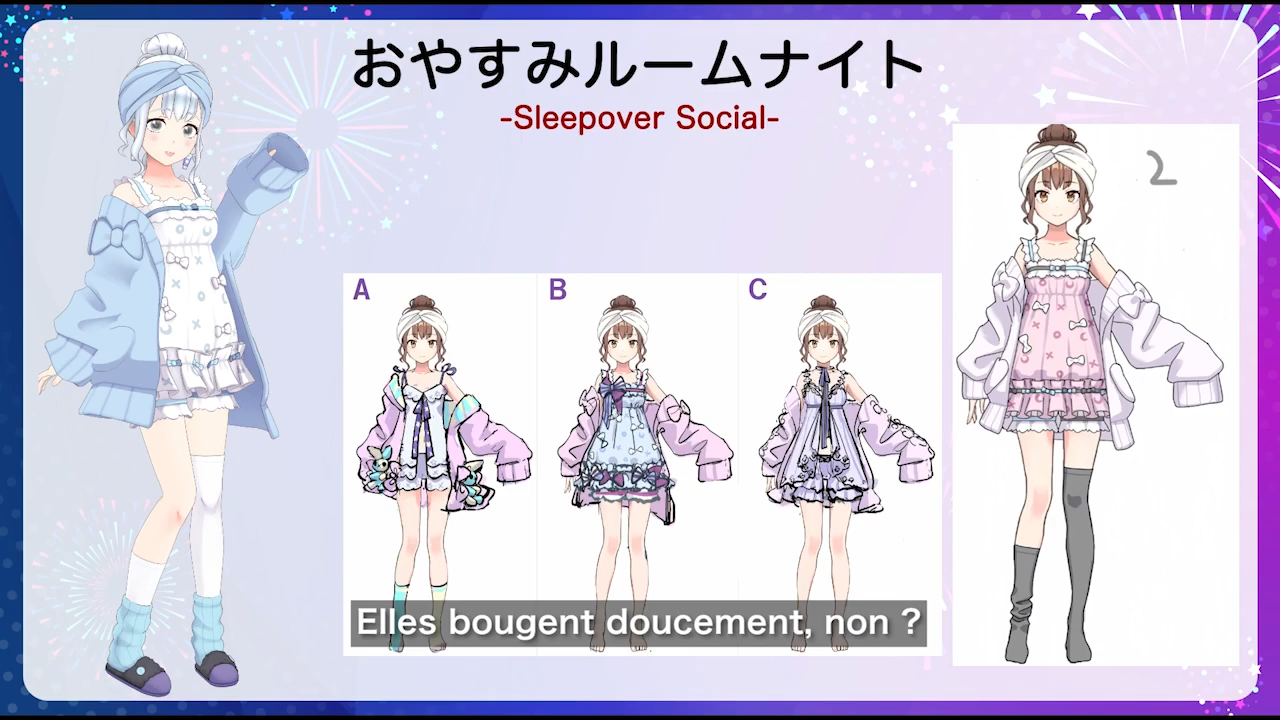 おやすみルームナイト
-Sleepover Social-
2
A B C
Elles bougent doucement, non ?